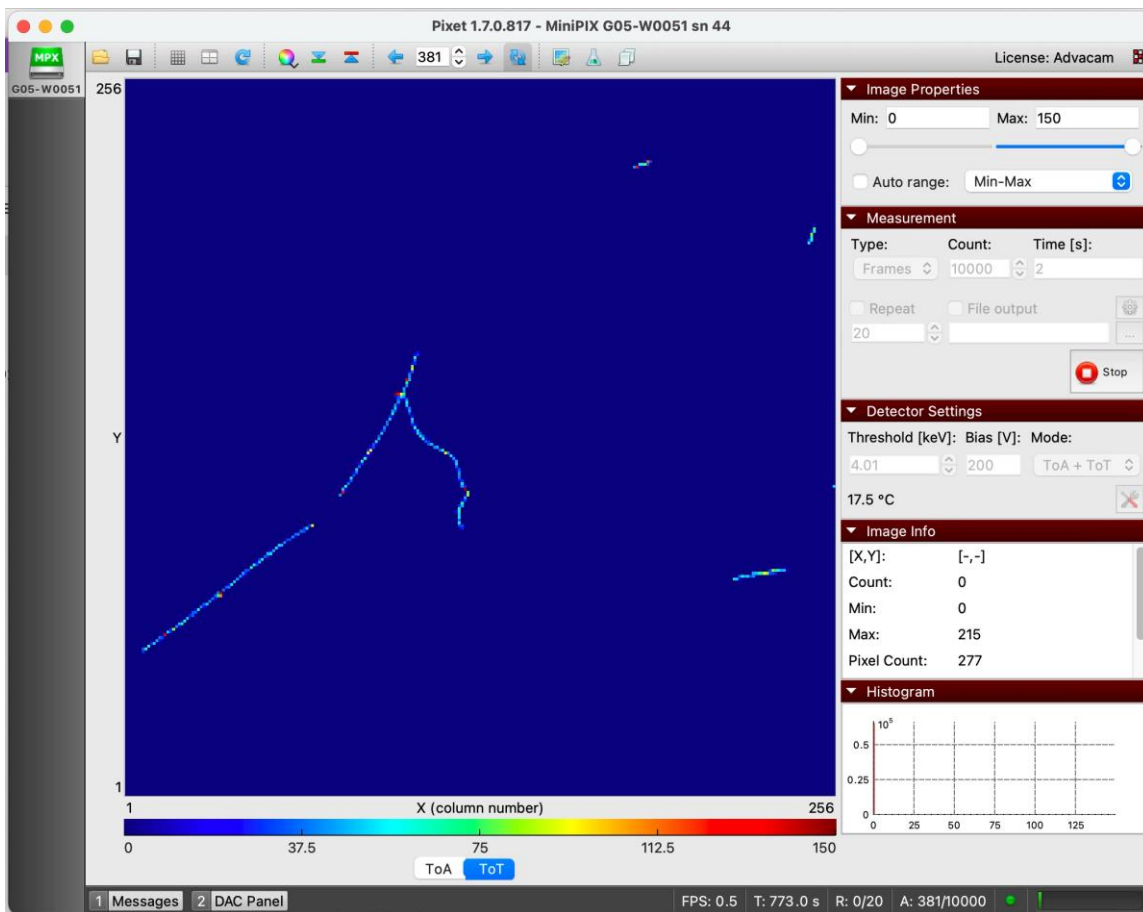 Pixet 1.7.0.817 - MiniPIX G05-W0051 sn 44
MPX
G05-W0051
381
License: Advacam
256
Y
1
1 X (column number) 256
0 37.5 75 112.5 150
ToA ToT
Image Properties
Min: 0 Max: 150
Auto range: Min-Max
Measurement
Type: Count: Time [s]:
Frames 10000 2
Repeat File output
20 ...
Stop
Detector Settings
Threshold [keV]: Bias [V]: Mode:
4.01 200 ToA + ToT
17.5 °C
Image Info
[X,Y]: [-,-]
Count: 0
Min: 0
Max: 215
Pixel Count: 277
Histogram
10⁵
0.5
0.25
0
0 25 50 75 100 125
1 Messages 2 DAC Panel FPS: 0.5 T: 773.0 s R: 0/20 A: 381/10000